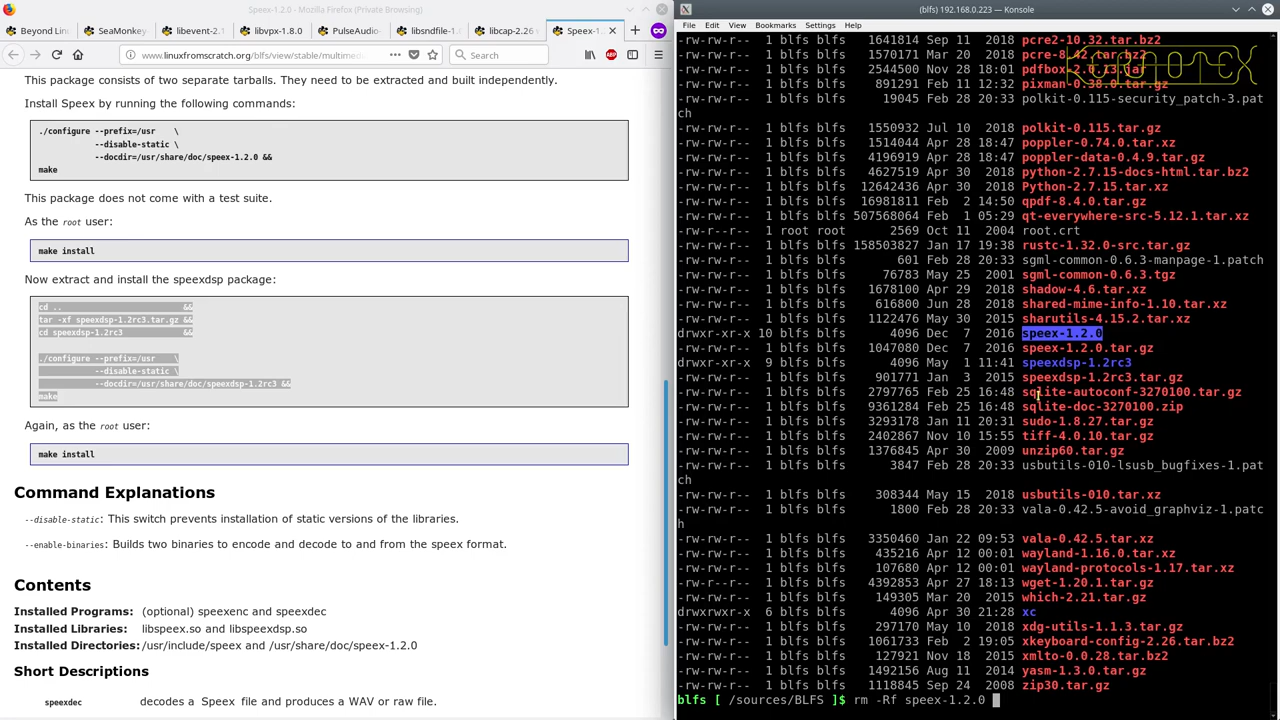 Speex-1.2.0 - Mozilla Firefox (Private Browsing)
Beyond Linu
SeaMonkey
libevent-2.1
libvpx-1.8.0
PulseAudio-
libsndfile-1.
libcap-2.26 v
Speex-1.2.0
www.linuxfromscratch.org/blfs/view/stable/multime
Search
This package consists of two separate tarballs. They need to be extracted and built independently.
Install Speex by running the following commands:
./configure --prefix=/usr \
--disable-static \
--docdir=/usr/share/doc/speex-1.2.0 &&
make
This package does not come with a test suite.
As the root user:
make install
Now extract and install the speexdsp package:
cd .. &&
tar -xf speexdsp-1.2rc3.tar.gz &&
cd speexdsp-1.2rc3 &&
./configure --prefix=/usr \
--disable-static \
--docdir=/usr/share/doc/speexdsp-1.2rc3 &&
make
Again, as the root user:
make install
Command Explanations
--disable-static: This switch prevents installation of static versions of the libraries.
--enable-binaries: Builds two binaries to encode and decode to and from the speex format.
Contents
Installed Programs: (optional) speexenc and speexdec
Installed Libraries: libspeex.so and libspeexdsp.so
Installed Directories: /usr/include/speex and /usr/share/doc/speex-1.2.0
Short Descriptions
speexdec decodes a Speex file and produces a WAV or raw file.
(blfs) 192.168.0.223 — Konsole
File Edit View Bookmarks Settings Help
-rw-rw-r-- 1 blfs blfs 1641814 Sep 11 2018 pcre2-10.32.tar.bz2
-rw-rw-r-- 1 blfs blfs 1570171 Mar 20 2018 pcre-8.42.tar.bz2
-rw-rw-r-- 1 blfs blfs 2544500 Nov 28 18:01 pdfbox-2.0.13.tar
-rw-rw-r-- 1 blfs blfs 891291 Feb 11 12:32 pixman-0.38.0.tar.gz
-rw-rw-r-- 1 blfs blfs 19045 Feb 28 20:33 polkit-0.115-security_patch-3.pat
ch
-rw-rw-r-- 1 blfs blfs 1550932 Jul 10 2018 polkit-0.115.tar.gz
-rw-rw-r-- 1 blfs blfs 1514044 Apr 28 18:47 poppler-0.74.0.tar.xz
-rw-rw-r-- 1 blfs blfs 4196919 Apr 28 18:47 poppler-data-0.4.9.tar.gz
-rw-rw-r-- 1 blfs blfs 4627519 Apr 30 2018 python-2.7.15-docs-html.tar.bz2
-rw-rw-r-- 1 blfs blfs 12642436 Apr 30 2018 Python-2.7.15.tar.xz
-rw-rw-r-- 1 blfs blfs 16981811 Feb 2 14:50 qpdf-8.4.0.tar.gz
-rw-rw-r-- 1 blfs blfs 507568064 Feb 1 05:29 qt-everywhere-src-5.12.1.tar.xz
-rw-r--r-- 1 root root 2569 Oct 11 2004 root.crt
-rw-rw-r-- 1 blfs blfs 158503827 Jan 17 19:38 rustc-1.32.0-src.tar.gz
-rw-rw-r-- 1 blfs blfs 601 Feb 28 20:33 sgml-common-0.6.3-manpage-1.patch
-rw-rw-r-- 1 blfs blfs 76783 May 25 2001 sgml-common-0.6.3.tgz
-rw-rw-r-- 1 blfs blfs 1678100 Apr 29 2018 shadow-4.6.tar.xz
-rw-rw-r-- 1 blfs blfs 616800 Jun 28 2018 shared-mime-info-1.10.tar.xz
-rw-rw-r-- 1 blfs blfs 1122476 May 30 2015 sharutils-4.15.2.tar.xz
drwxr-xr-x 10 blfs blfs 4096 Dec 7 2016 speex-1.2.0
-rw-rw-r-- 1 blfs blfs 1047080 Dec 7 2016 speex-1.2.0.tar.gz
drwxr-xr-x 9 blfs blfs 4096 May 1 11:41 speexdsp-1.2rc3
-rw-rw-r-- 1 blfs blfs 901771 Jan 3 2015 speexdsp-1.2rc3.tar.gz
-rw-rw-r-- 1 blfs blfs 2797765 Feb 25 16:48 sqlite-autoconf-3270100.tar.gz
-rw-rw-r-- 1 blfs blfs 9361284 Feb 25 16:48 sqlite-doc-3270100.zip
-rw-rw-r-- 1 blfs blfs 3293178 Jan 11 20:31 sudo-1.8.27.tar.gz
-rw-rw-r-- 1 blfs blfs 2402867 Nov 10 15:55 tiff-4.0.10.tar.gz
-rw-rw-r-- 1 blfs blfs 1376845 Apr 20 2009 unzip60.tar.gz
-rw-rw-r-- 1 blfs blfs 3847 Feb 28 20:33 usbutils-010-lsusb_bugfixes-1.pat
ch
-rw-rw-r-- 1 blfs blfs 308344 May 15 2018 usbutils-010.tar.xz
-rw-rw-r-- 1 blfs blfs 1800 Feb 28 20:33 vala-0.42.5-avoid_graphviz-1.patc
h
-rw-rw-r-- 1 blfs blfs 3350460 Jan 22 09:53 vala-0.42.5.tar.xz
-rw-rw-r-- 1 blfs blfs 435216 Apr 12 00:01 wayland-1.16.0.tar.xz
-rw-rw-r-- 1 blfs blfs 107680 Apr 12 00:01 wayland-protocols-1.17.tar.xz
-rw-r--r-- 1 blfs blfs 4392853 Apr 27 18:13 wget-1.20.1.tar.gz
-rw-rw-r-- 1 blfs blfs 149305 Mar 20 2015 which-2.21.tar.gz
drwxrwxr-x 6 blfs blfs 4096 Apr 30 21:28 xc
-rw-rw-r-- 1 blfs blfs 297170 May 10 2018 xdg-utils-1.1.3.tar.gz
-rw-rw-r-- 1 blfs blfs 1061733 Feb 2 19:05 xkeyboard-config-2.26.tar.bz2
-rw-rw-r-- 1 blfs blfs 127921 Nov 18 2015 xmlto-0.0.28.tar.bz2
-rw-rw-r-- 1 blfs blfs 1492156 Aug 11 2014 yasm-1.3.0.tar.gz
-rw-rw-r-- 1 blfs blfs 1118845 Sep 24 2008 zip30.tar.gz
blfs [ /sources/BLFS ]$ rm -Rf speex-1.2.0